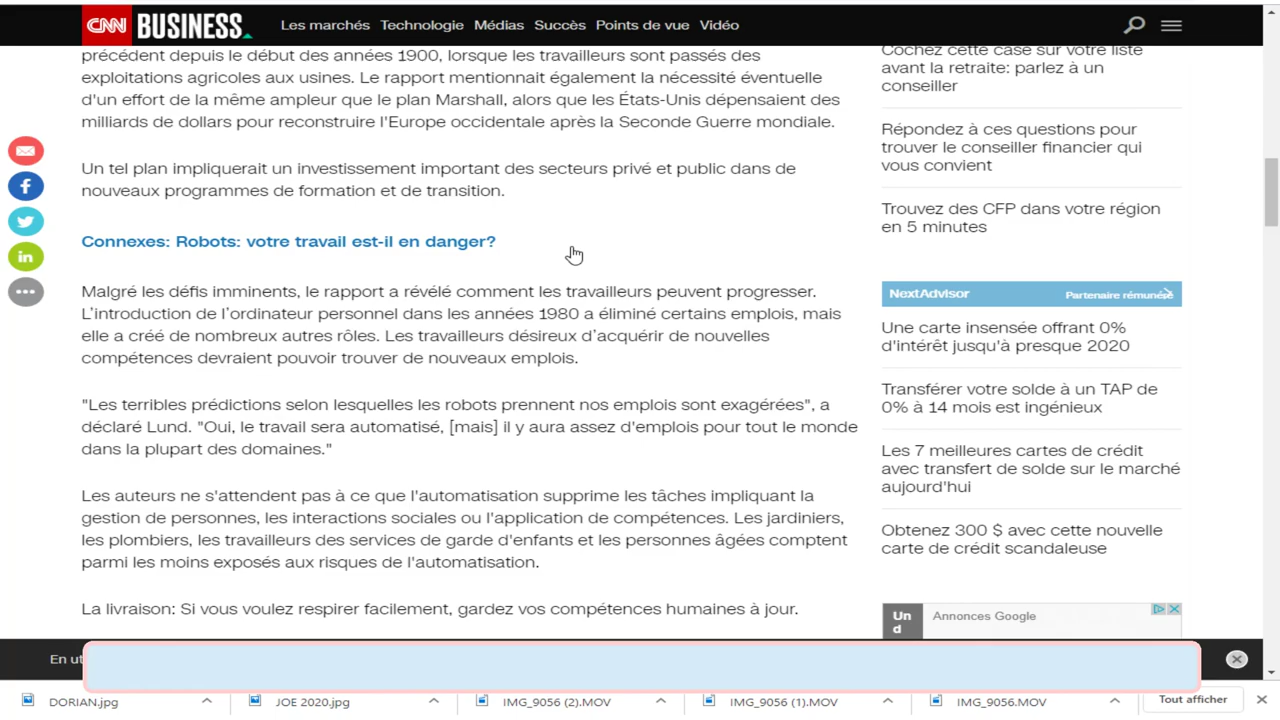 CNN BUSINESS Les marchés Technologie Médias Succès Points de vue Vidéo
précédent depuis le début des années 1900, lorsque les travailleurs sont passés des
exploitations agricoles aux usines. Le rapport mentionnait également la nécessité éventuelle
d'un effort de la même ampleur que le plan Marshall, alors que les États-Unis dépensaient des
milliards de dollars pour reconstruire l'Europe occidentale après la Seconde Guerre mondiale.
Un tel plan impliquerait un investissement important des secteurs privé et public dans de
nouveaux programmes de formation et de transition.
Connexes: Robots: votre travail est-il en danger?
Malgré les défis imminents, le rapport a révélé comment les travailleurs peuvent progresser.
L’introduction de l’ordinateur personnel dans les années 1980 a éliminé certains emplois, mais
elle a créé de nombreux autres rôles. Les travailleurs désireux d’acquérir de nouvelles
compétences devraient pouvoir trouver de nouveaux emplois.
"Les terribles prédictions selon lesquelles les robots prennent nos emplois sont exagérées", a
déclaré Lund. "Oui, le travail sera automatisé, [mais] il y aura assez d'emplois pour tout le monde
dans la plupart des domaines."
Les auteurs ne s'attendent pas à ce que l'automatisation supprime les tâches impliquant la
gestion de personnes, les interactions sociales ou l'application de compétences. Les jardiniers,
les plombiers, les travailleurs des services de garde d'enfants et les personnes âgées comptent
parmi les moins exposés aux risques de l'automatisation.
La livraison: Si vous voulez respirer facilement, gardez vos compétences humaines à jour.
Cochez cette case sur votre liste
avant la retraite: parlez à un
conseiller
Répondez à ces questions pour
trouver le conseiller financier qui
vous convient
Trouvez des CFP dans votre région
en 5 minutes
NextAdvisor Partenaire rémunéré
Une carte insensée offrant 0%
d'intérêt jusqu'à presque 2020
Transférer votre solde à un TAP de
0% à 14 mois est ingénieux
Les 7 meilleures cartes de crédit
avec transfert de solde sur le marché
aujourd'hui
Obtenez 300 $ avec cette nouvelle
carte de crédit scandaleuse
Un
d
Annonces Google
En ut
DORIAN.jpg JOE 2020.jpg IMG_9056 (2).MOV IMG_9056 (1).MOV IMG_9056.MOV Tout afficher